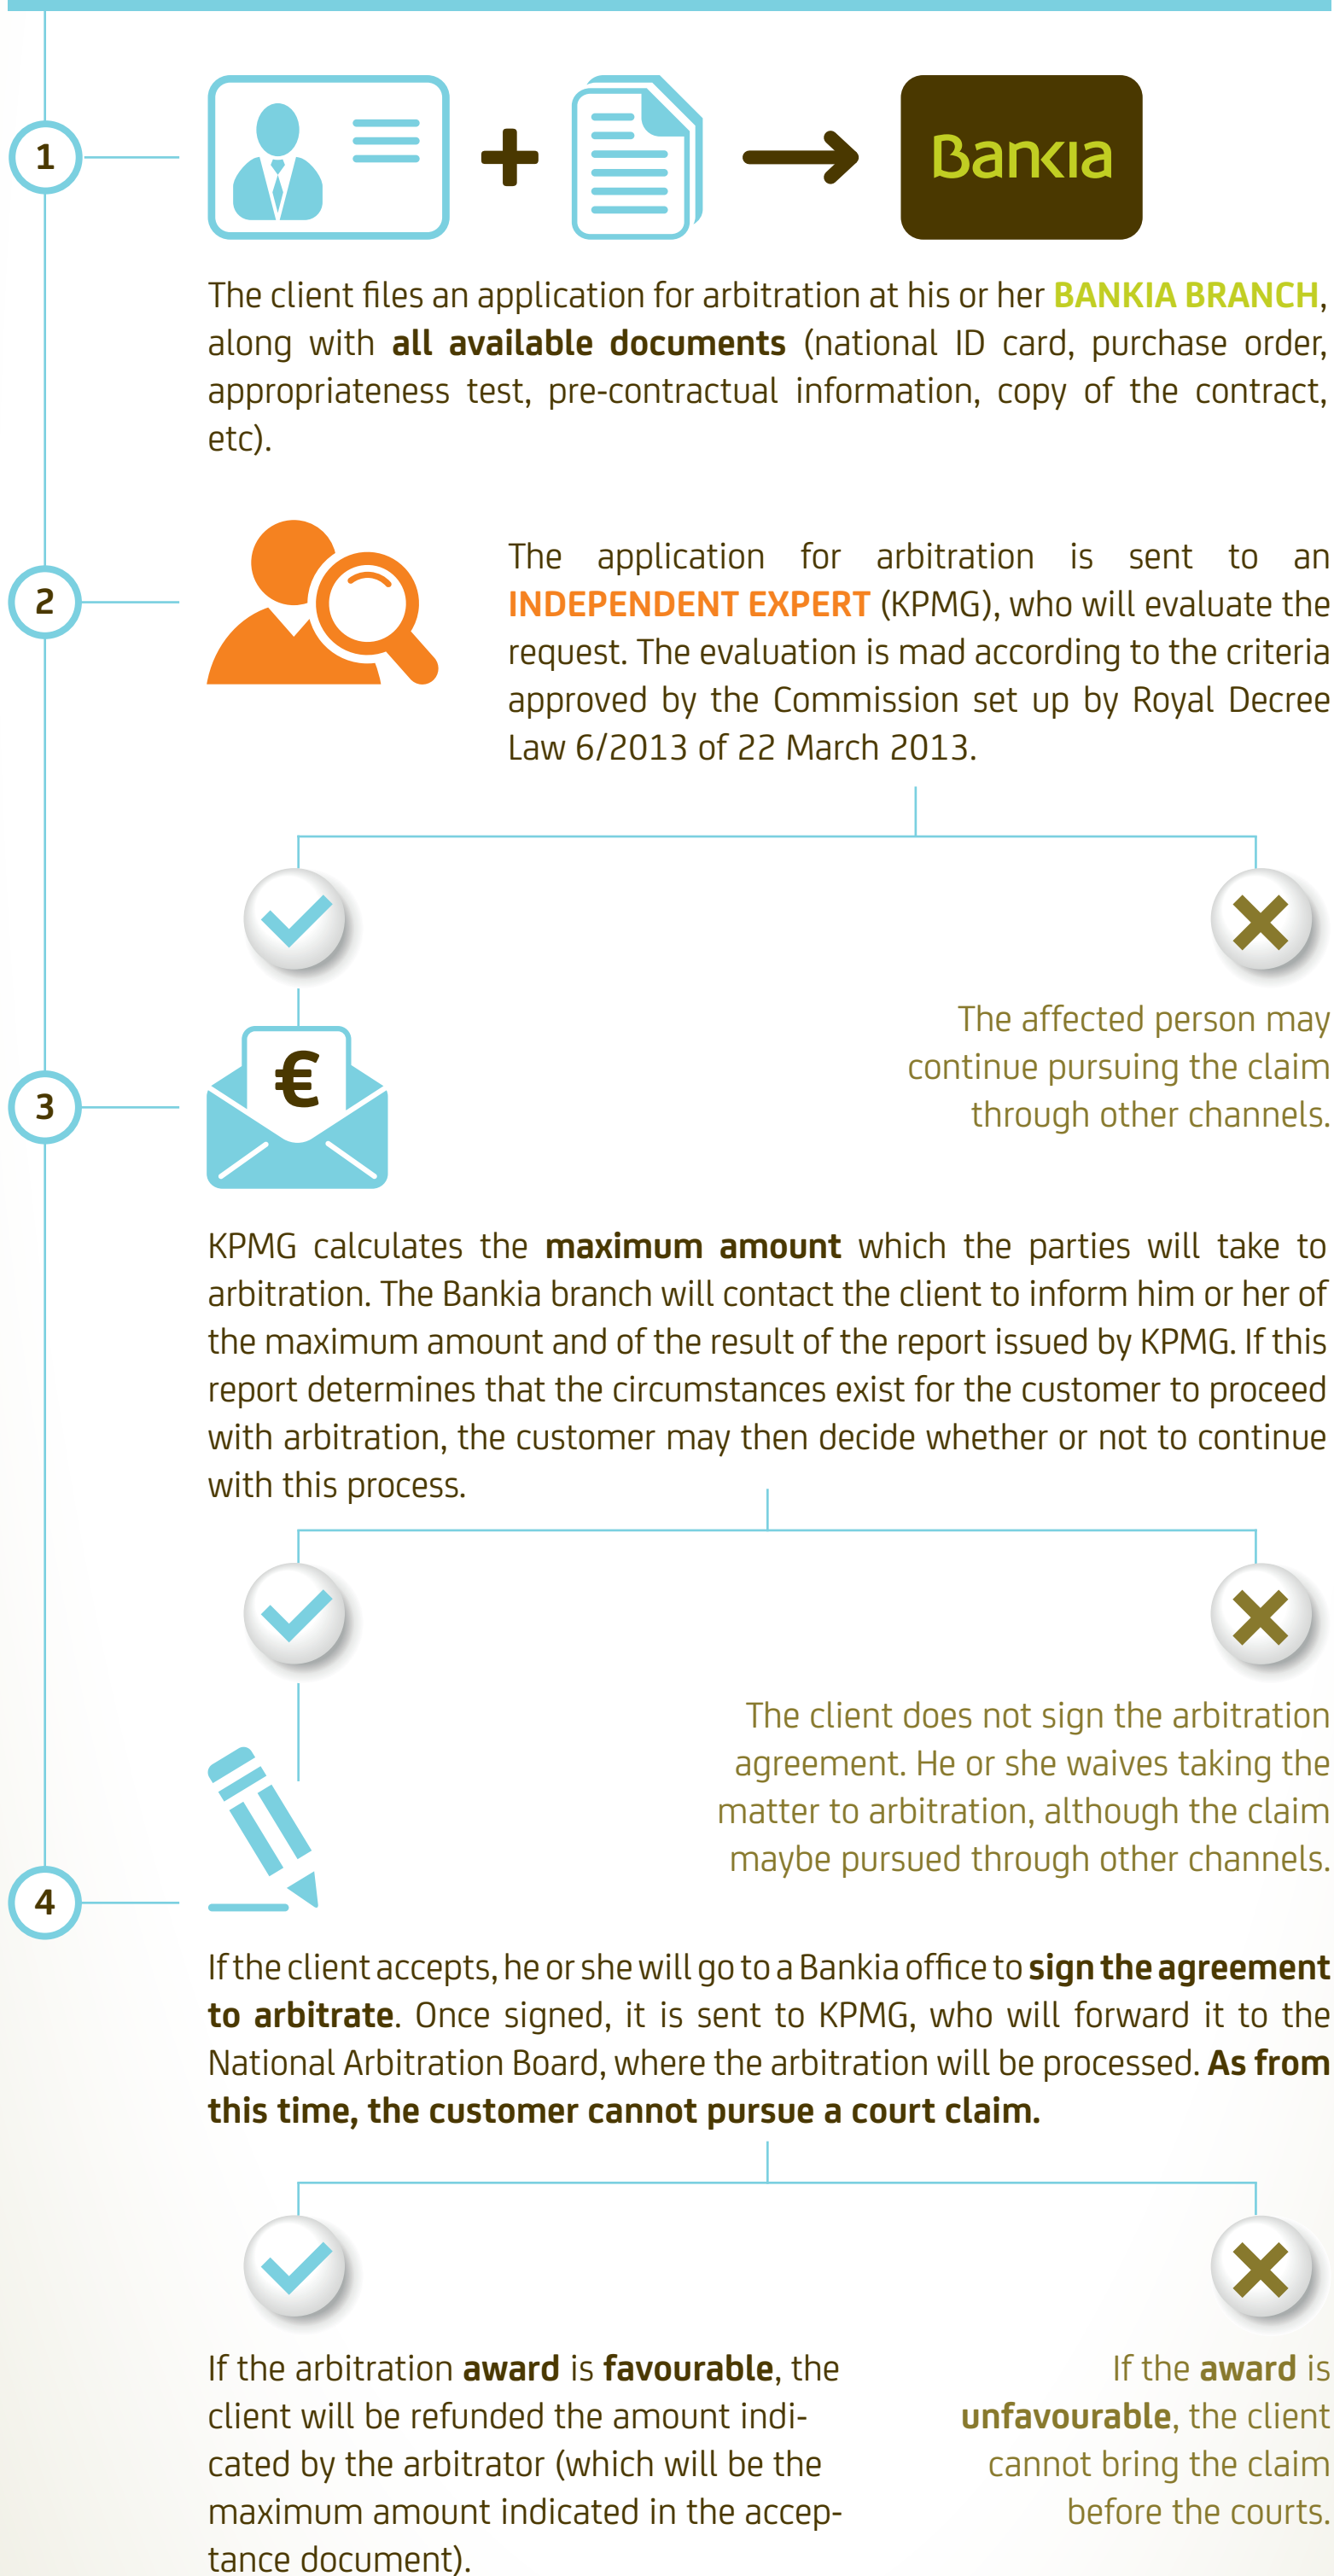 1
Bankia
The client files an application for arbitration at his or her BANKIA BRANCH,
along with all available documents (national ID card, purchase order,
appropriateness test, pre-contractual information, copy of the contract,
etc).
2
The application for arbitration is sent to an
INDEPENDENT EXPERT (KPMG), who will evaluate the
request. The evaluation is mad according to the criteria
approved by the Commission set up by Royal Decree
Law 6/2013 of 22 March 2013.
The affected person may
continue pursuing the claim
through other channels.
3
€
KPMG calculates the maximum amount which the parties will take to
arbitration. The Bankia branch will contact the client to inform him or her of
the maximum amount and of the result of the report issued by KPMG. If this
report determines that the circumstances exist for the customer to proceed
with arbitration, the customer may then decide whether or not to continue
with this process.
The client does not sign the arbitration
agreement. He or she waives taking the
matter to arbitration, although the claim
maybe pursued through other channels.
4
If the client accepts, he or she will go to a Bankia office to sign the agreement
to arbitrate. Once signed, it is sent to KPMG, who will forward it to the
National Arbitration Board, where the arbitration will be processed. As from
this time, the customer cannot pursue a court claim.
If the arbitration award is favourable, the
client will be refunded the amount indi-
cated by the arbitrator (which will be the
maximum amount indicated in the accep-
tance document).
If the award is
unfavourable, the client
cannot bring the claim
before the courts.